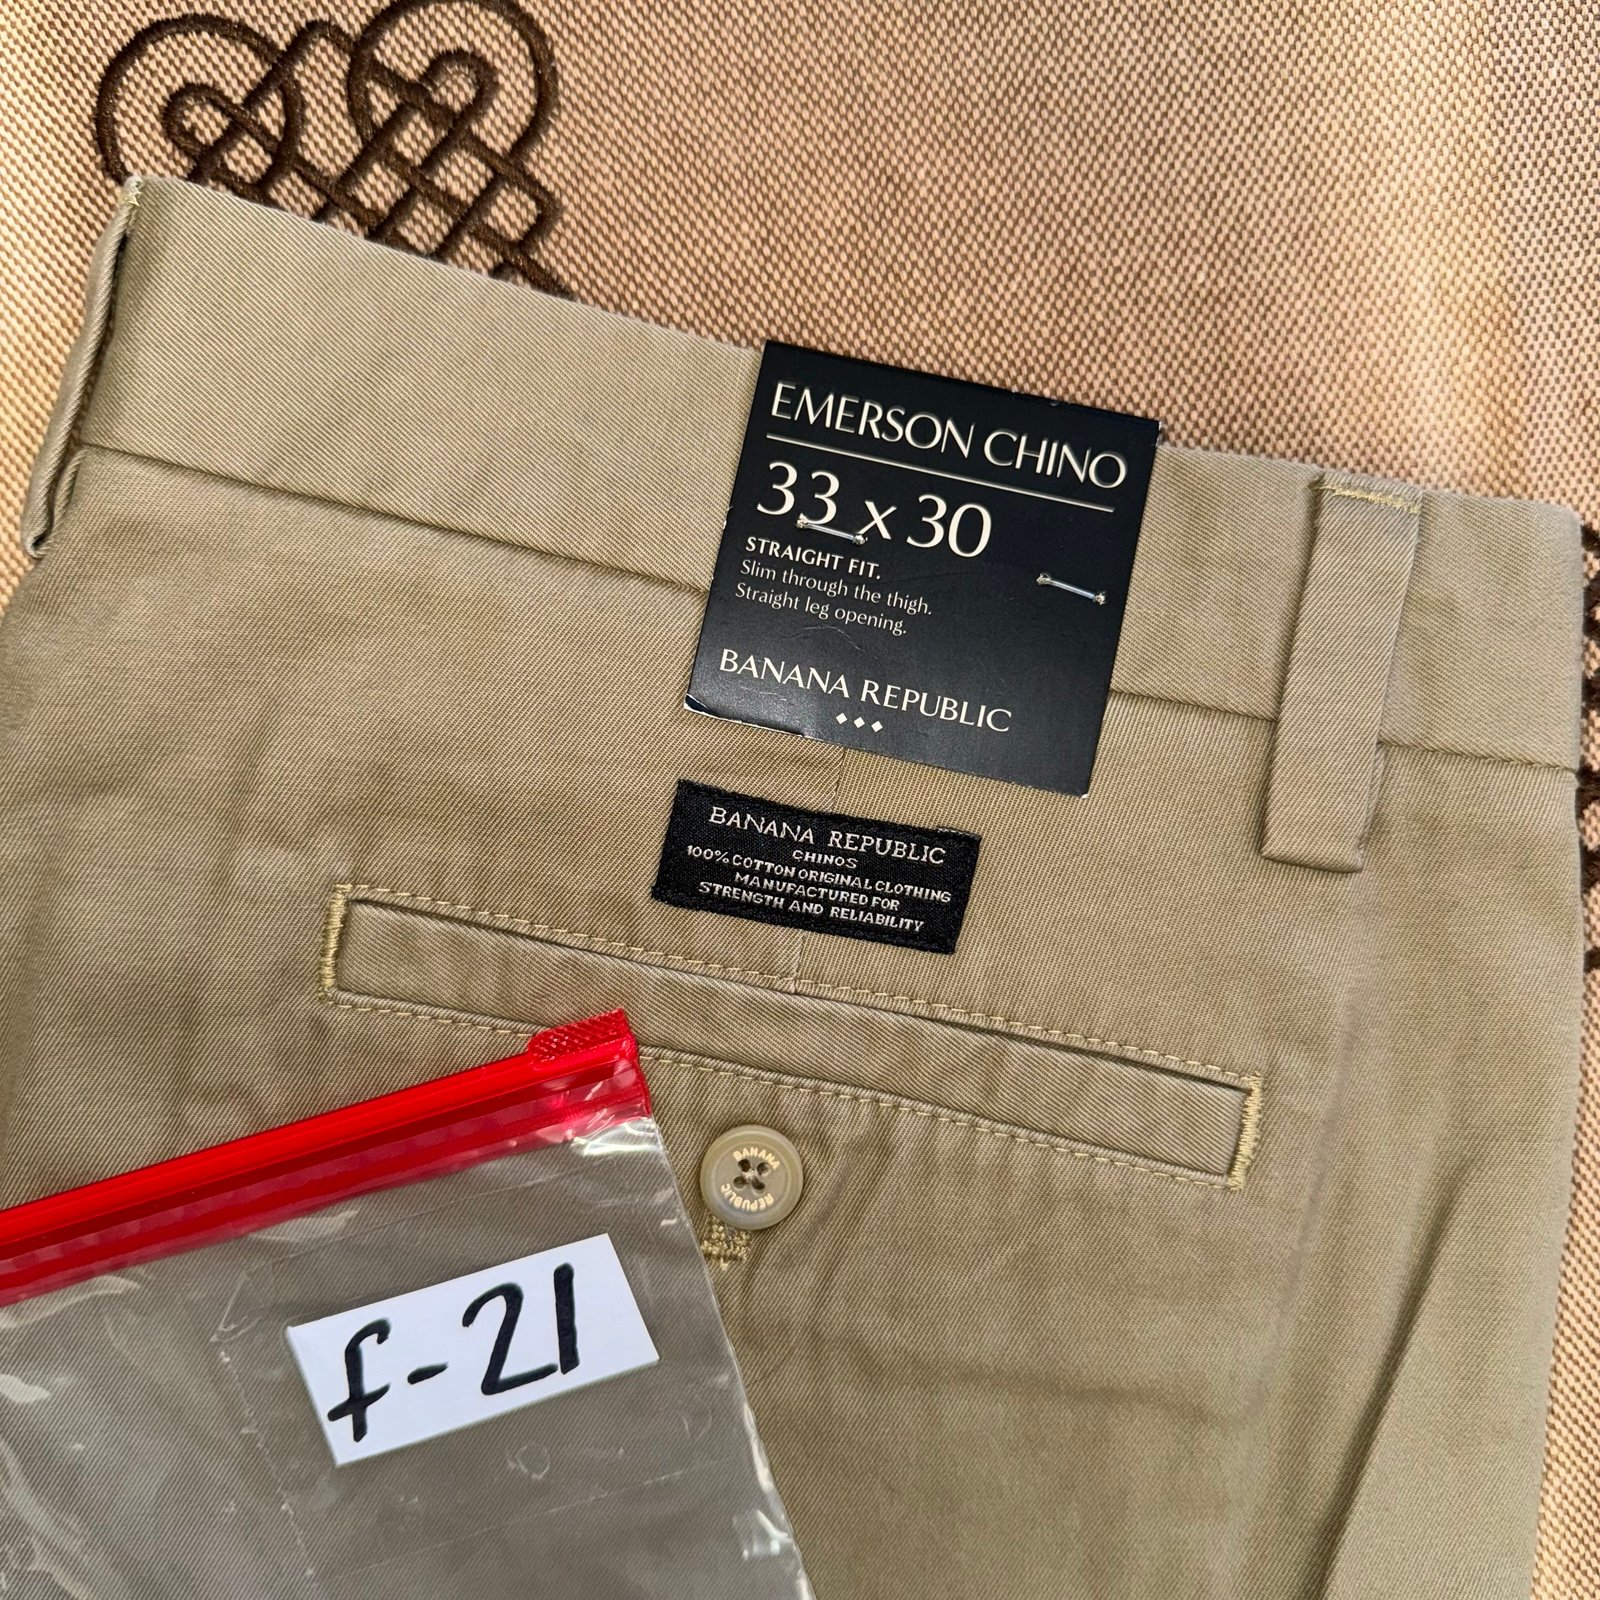 EMERSON CHINO
33 x 30
STRAIGHT FIT.
Slim through the thigh.
Straight leg opening.
BANANA REPUBLIC
BANANA REPUBLIC
CHINOS
100% COTTON ORIGINAL CLOTHING
MANUFACTURED FOR
STRENGTH AND RELIABILITY
BANANA
REPUBLIC
f-21